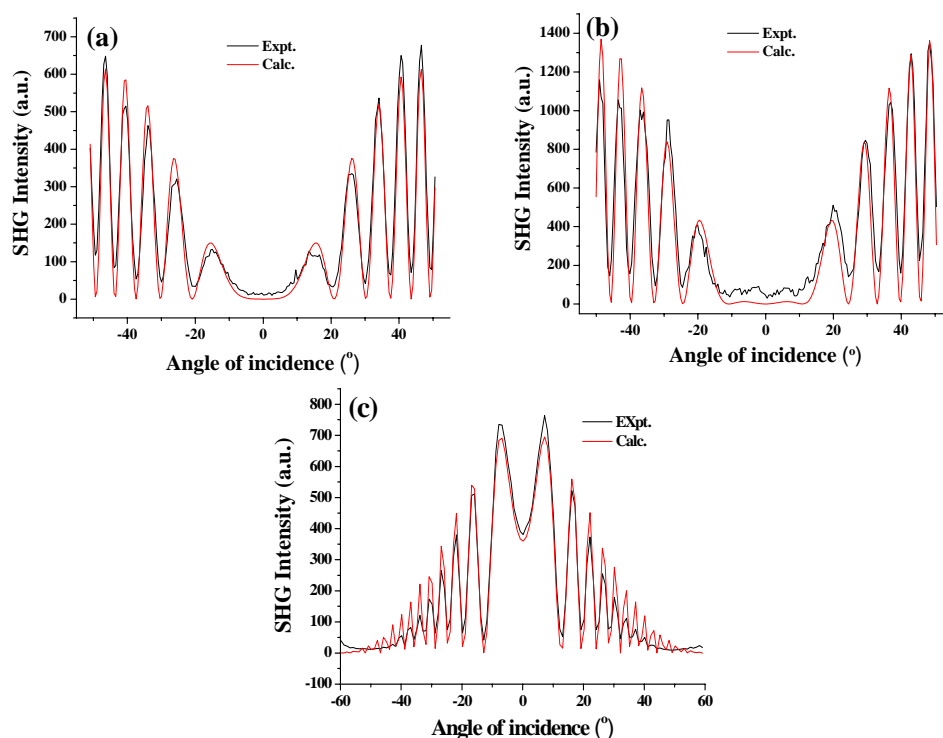 (a)
Expt.
Calc.
SHG Intensity (a.u.)
700
600
500
400
300
200
100
0
-40
-20
0
20
40
Angle of incidence (º)
(b)
Expt.
Calc.
SHG Intensity (a.u.)
1400
1200
1000
800
600
400
200
0
-40
-20
0
20
40
Angle of incidence (º)
(c)
EXpt.
Calc.
SHG Intensity (a.u.)
800
700
600
500
400
300
200
100
0
-100
-60
-40
-20
0
20
40
60
Angle of incidence (º)